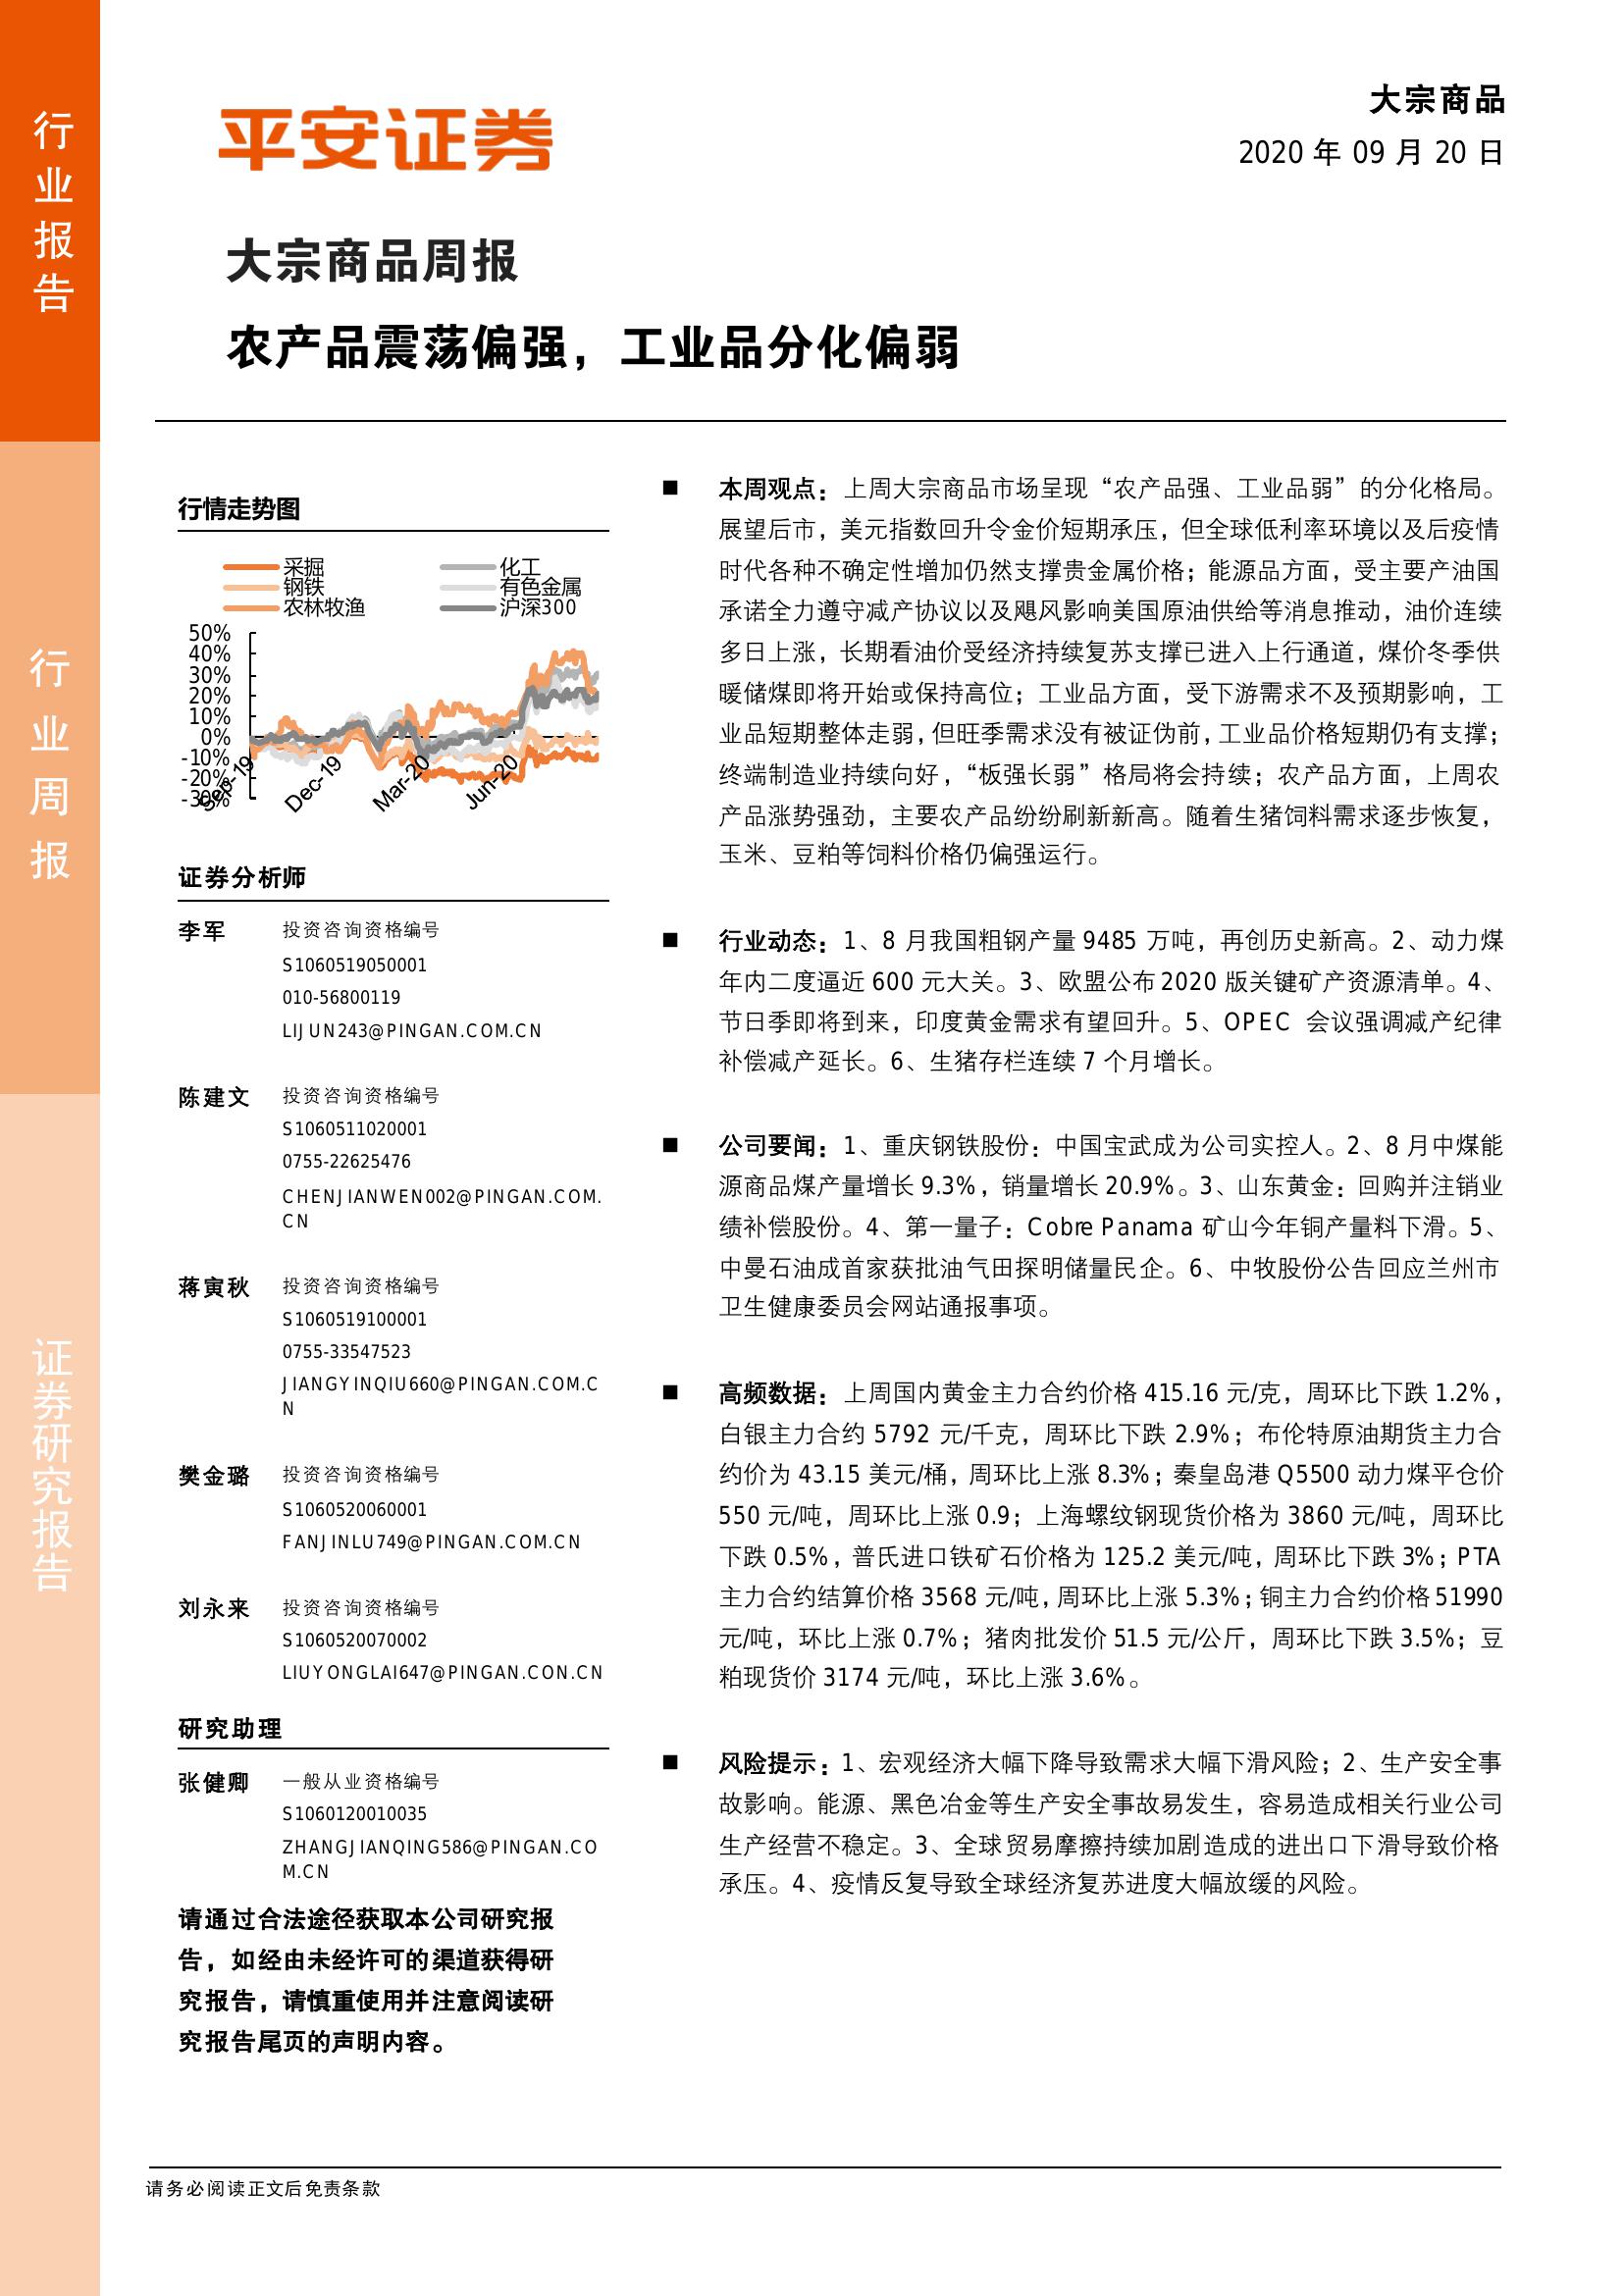 行业报告
行业周报
证券研究报告
平安证券
大宗商品
2020 年 09 月 20 日
大宗商品周报
农产品震荡偏强，工业品分化偏弱
行情走势图
采掘 化工
钢铁 有色金属
农林牧渔 沪深300
50%
40%
30%
20%
10%
0%
-10%
-20%
-30%
Sep-19 Dec-19 Mar-20 Jun-20
证券分析师
李军 投资咨询资格编号
S1060519050001
010-56800119
LIJUN243@PINGAN.COM.CN
陈建文 投资咨询资格编号
S1060511020001
0755-22625476
CHENJIANWEN002@PINGAN.COM.
CN
蒋寅秋 投资咨询资格编号
S1060519100001
0755-33547523
JIANGYINQIU660@PINGAN.COM.C
N
樊金璐 投资咨询资格编号
S1060520060001
FANJINLU749@PINGAN.COM.CN
刘永来 投资咨询资格编号
S1060520070002
LIUYONGLAI647@PINGAN.CON.CN
研究助理
张健卿 一般从业资格编号
S1060120010035
ZHANGJIANQING586@PINGAN.CO
M.CN
请通过合法途径获取本公司研究报
告，如经由未经许可的渠道获得研
究报告，请慎重使用并注意阅读研
究报告尾页的声明内容。
■ 本周观点：上周大宗商品市场呈现“农产品强、工业品弱”的分化格局。
展望后市，美元指数回升令金价短期承压，但全球低利率环境以及后疫情
时代各种不确定性增加仍然支撑贵金属价格；能源品方面，受主要产油国
承诺全力遵守减产协议以及飓风影响美国原油供给等消息推动，油价连续
多日上涨，长期看油价受经济持续复苏支撑已进入上行通道，煤价冬季供
暖储煤即将开始或保持高位；工业品方面，受下游需求不及预期影响，工
业品短期整体走弱，但旺季需求没有被证伪前，工业品价格短期仍有支撑；
终端制造业持续向好，“板强长弱”格局将会持续；农产品方面，上周农
产品涨势强劲，主要农产品纷纷刷新新高。随着生猪饲料需求逐步恢复，
玉米、豆粕等饲料价格仍偏强运行。
■ 行业动态：1、8 月我国粗钢产量 9485 万吨，再创历史新高。2、动力煤
年内二度逼近 600 元大关。3、欧盟公布 2020 版关键矿产资源清单。4、
节日季即将到来，印度黄金需求有望回升。5、OPEC 会议强调减产纪律
补偿减产延长。6、生猪存栏连续 7 个月增长。
■ 公司要闻：1、重庆钢铁股份：中国宝武成为公司实控人。2、8 月中煤能
源商品煤产量增长 9.3%，销量增长 20.9%。3、山东黄金：回购并注销业
绩补偿股份。4、第一量子：Cobre Panama 矿山今年铜产量料下滑。5、
中曼石油成首家获批油气田探明储量民企。6、中牧股份公告回应兰州市
卫生健康委员会网站通报事项。
■ 高频数据：上周国内黄金主力合约价格 415.16 元/克，周环比下跌 1.2%，
白银主力合约 5792 元/千克，周环比下跌 2.9%；布伦特原油期货主力合
约价为 43.15 美元/桶，周环比上涨 8.3%；秦皇岛港 Q5500 动力煤平仓价
550 元/吨，周环比上涨 0.9；上海螺纹钢现货价格为 3860 元/吨，周环比
下跌 0.5%，普氏进口铁矿石价格为 125.2 美元/吨，周环比下跌 3%；PTA
主力合约结算价格 3568 元/吨，周环比上涨 5.3%；铜主力合约价格 51990
元/吨，环比上涨 0.7%；猪肉批发价 51.5 元/公斤，周环比下跌 3.5%；豆
粕现货价 3174 元/吨，环比上涨 3.6%。
■ 风险提示：1、宏观经济大幅下降导致需求大幅下滑风险；2、生产安全事
故影响。能源、黑色冶金等生产安全事故易发生，容易造成相关行业公司
生产经营不稳定。3、全球贸易摩擦持续加剧造成的进出口下滑导致价格
承压。4、疫情反复导致全球经济复苏进度大幅放缓的风险。
请务必阅读正文后免责条款